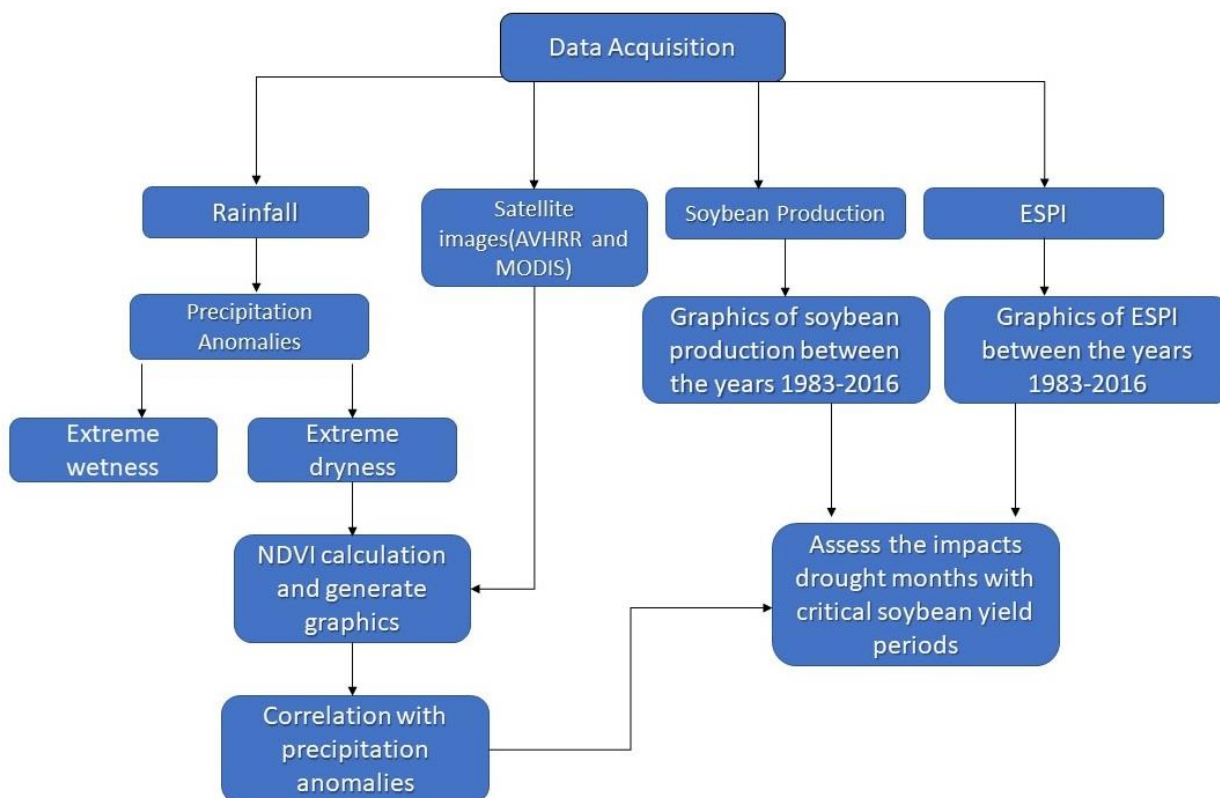 Data Acquisition
Rainfall
Satellite
images(AVHRR and
MODIS)
Soybean Production
ESPI
Precipitation
Anomalies
Graphics of soybean
production between
the years 1983-2016
Graphics of ESPI
between the years
1983-2016
Extreme
wetness
Extreme
dryness
NDVI calculation
and generate
graphics
Assess the impacts
drought months with
critical soybean yield
periods
Correlation with
precipitation
anomalies